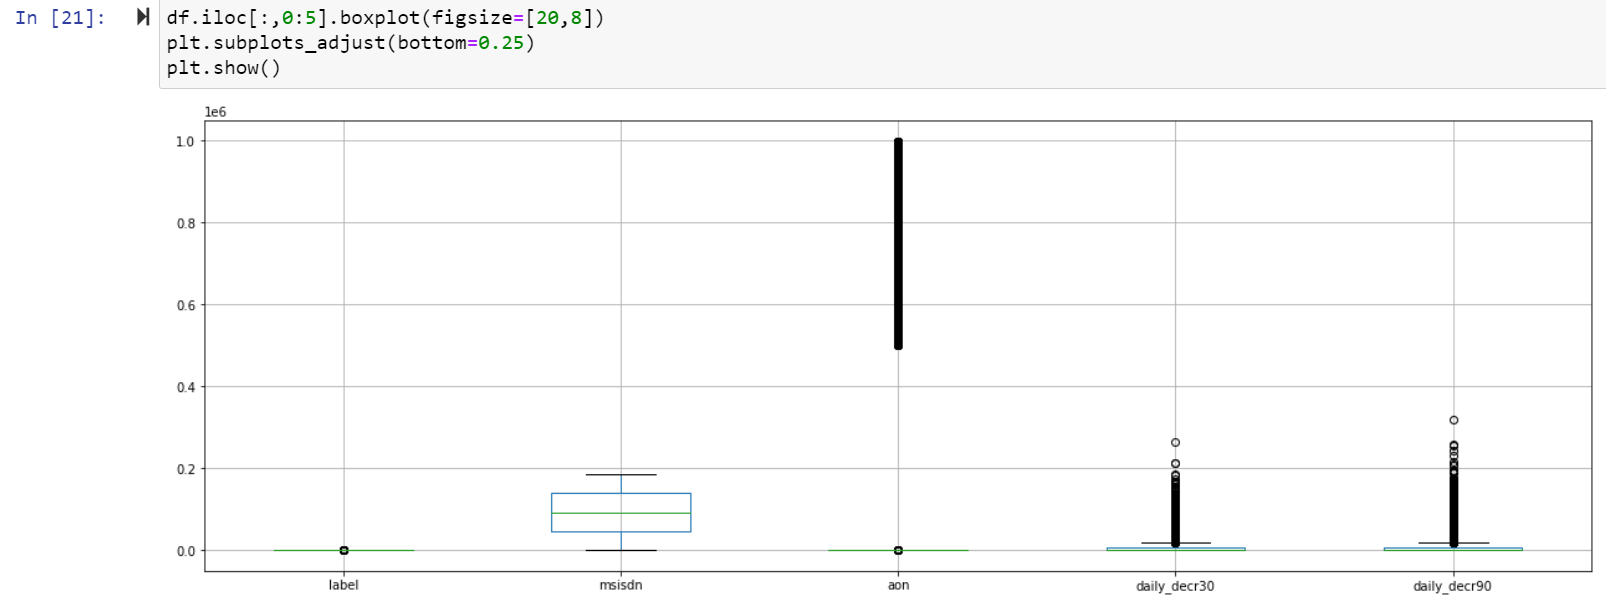 In [21]: df.iloc[:,0:5].boxplot(figsize=[20,8])
plt.subplots_adjust(bottom=0.25)
plt.show()
1e6
1.0
0.8
0.6
0.4
0.2
0.0
label msisdn aon daily_decr30 daily_decr90